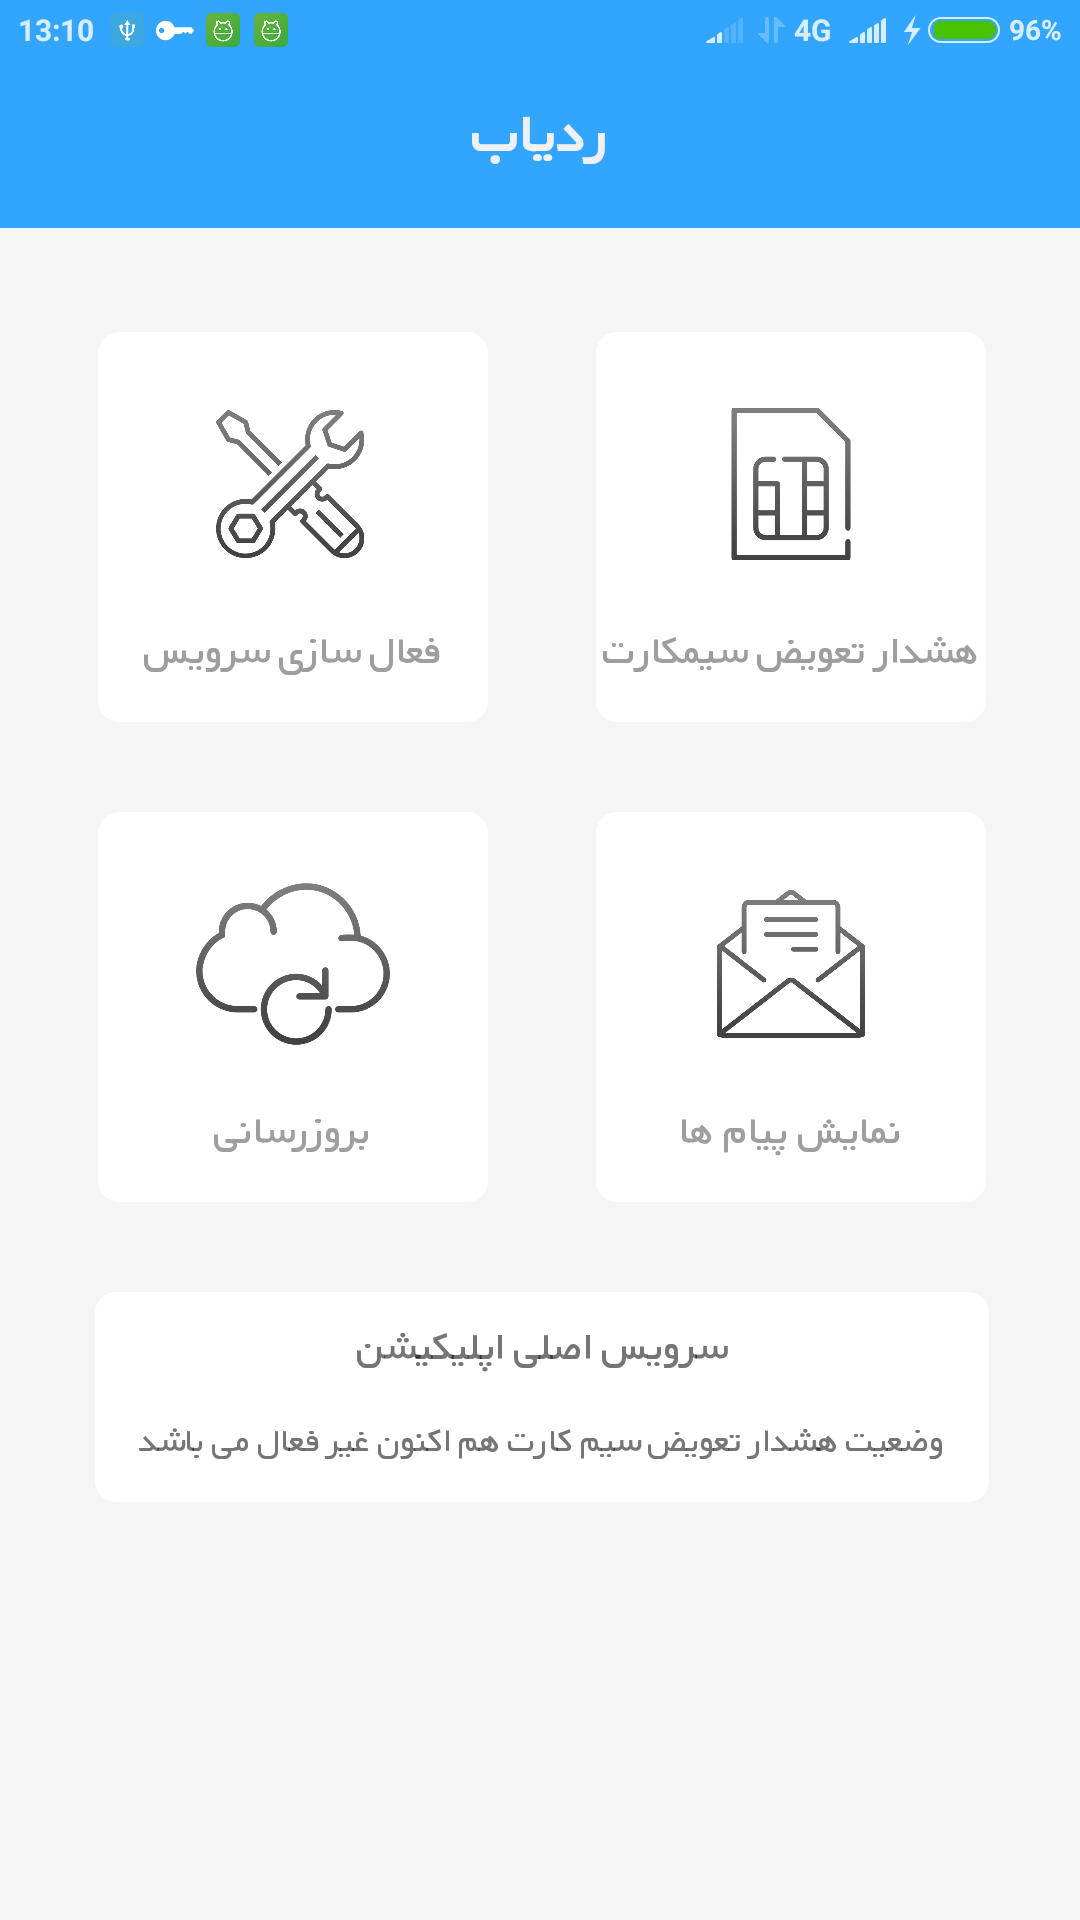 13:10 4G 96%
ردیاب
هشدار تعویض سیمکارت
فعال سازی سرویس
نمایش پیام ها
بروزرسانی
سرویس اصلی اپلیکیشن
وضعیت هشدار تعویض سیم کارت هم اکنون غیر فعال می باشد